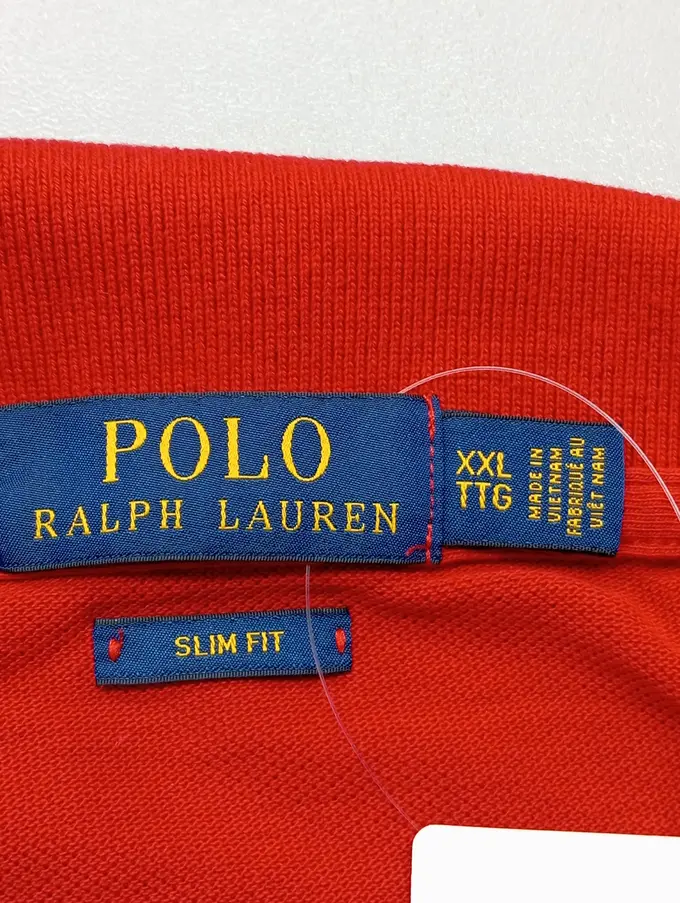 POLO
RALPH LAUREN
XXL
TTG
MADE IN
VIETNAM
FABRIQUÉ AU
VIÊT NAM
SLIM FIT